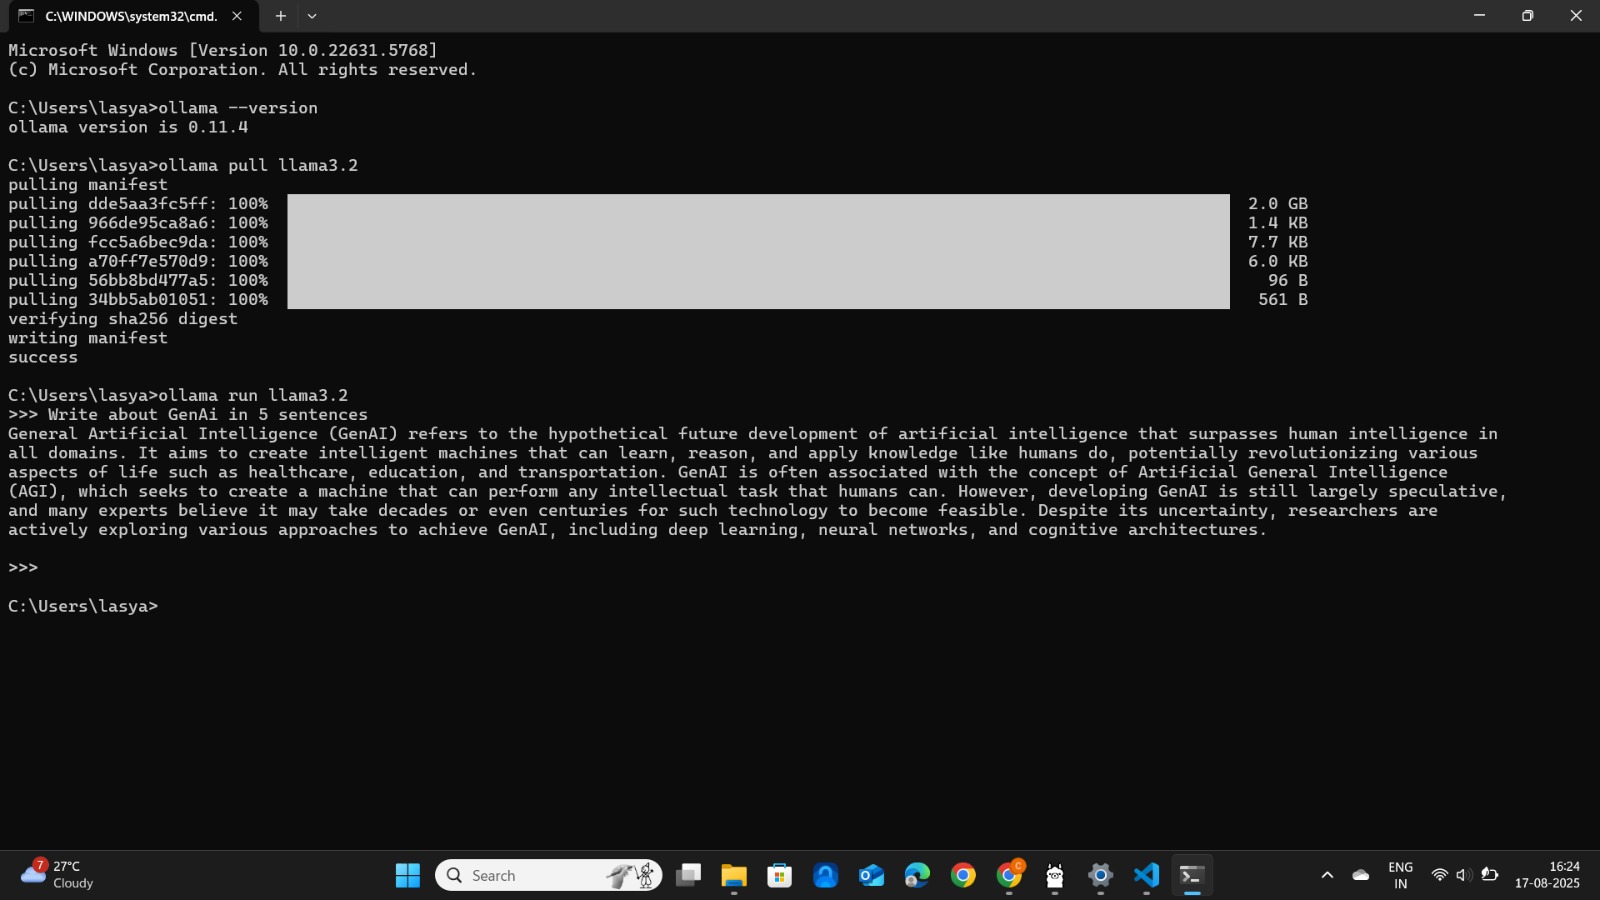 C:\WINDOWS\system32\cmd.
Microsoft Windows [Version 10.0.22631.5768]
(c) Microsoft Corporation. All rights reserved.
C:\Users\lasya>ollama --version
ollama version is 0.11.4
C:\Users\lasya>ollama pull llama3.2
pulling manifest
pulling dde5aa3fc5ff: 100% 2.0 GB
pulling 966de95ca8a6: 100% 1.4 KB
pulling fcc5a6bec9da: 100% 7.7 KB
pulling a70ff7e570d9: 100% 6.0 KB
pulling 56bb8bd477a5: 100% 96 B
pulling 34bb5ab01051: 100% 561 B
verifying sha256 digest
writing manifest
success
C:\Users\lasya>ollama run llama3.2
>>> Write about GenAi in 5 sentences
General Artificial Intelligence (GenAI) refers to the hypothetical future development of artificial intelligence that surpasses human intelligence in
all domains. It aims to create intelligent machines that can learn, reason, and apply knowledge like humans do, potentially revolutionizing various
aspects of life such as healthcare, education, and transportation. GenAI is often associated with the concept of Artificial General Intelligence
(AGI), which seeks to create a machine that can perform any intellectual task that humans can. However, developing GenAI is still largely speculative,
and many experts believe it may take decades or even centuries for such technology to become feasible. Despite its uncertainty, researchers are
actively exploring various approaches to achieve GenAI, including deep learning, neural networks, and cognitive architectures.
>>>
C:\Users\lasya>
7
27°C
Cloudy
Search
C
ENG
IN
16:24
17-08-2025